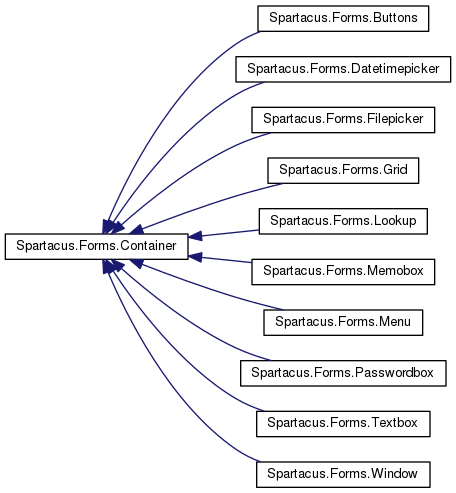 Spartacus.Forms.Buttons
Spartacus.Forms.Datetimepicker
Spartacus.Forms.Filepicker
Spartacus.Forms.Grid
Spartacus.Forms.Lookup
Spartacus.Forms.Container
Spartacus.Forms.Memobox
Spartacus.Forms.Menu
Spartacus.Forms.Passwordbox
Spartacus.Forms.Textbox
Spartacus.Forms.Window